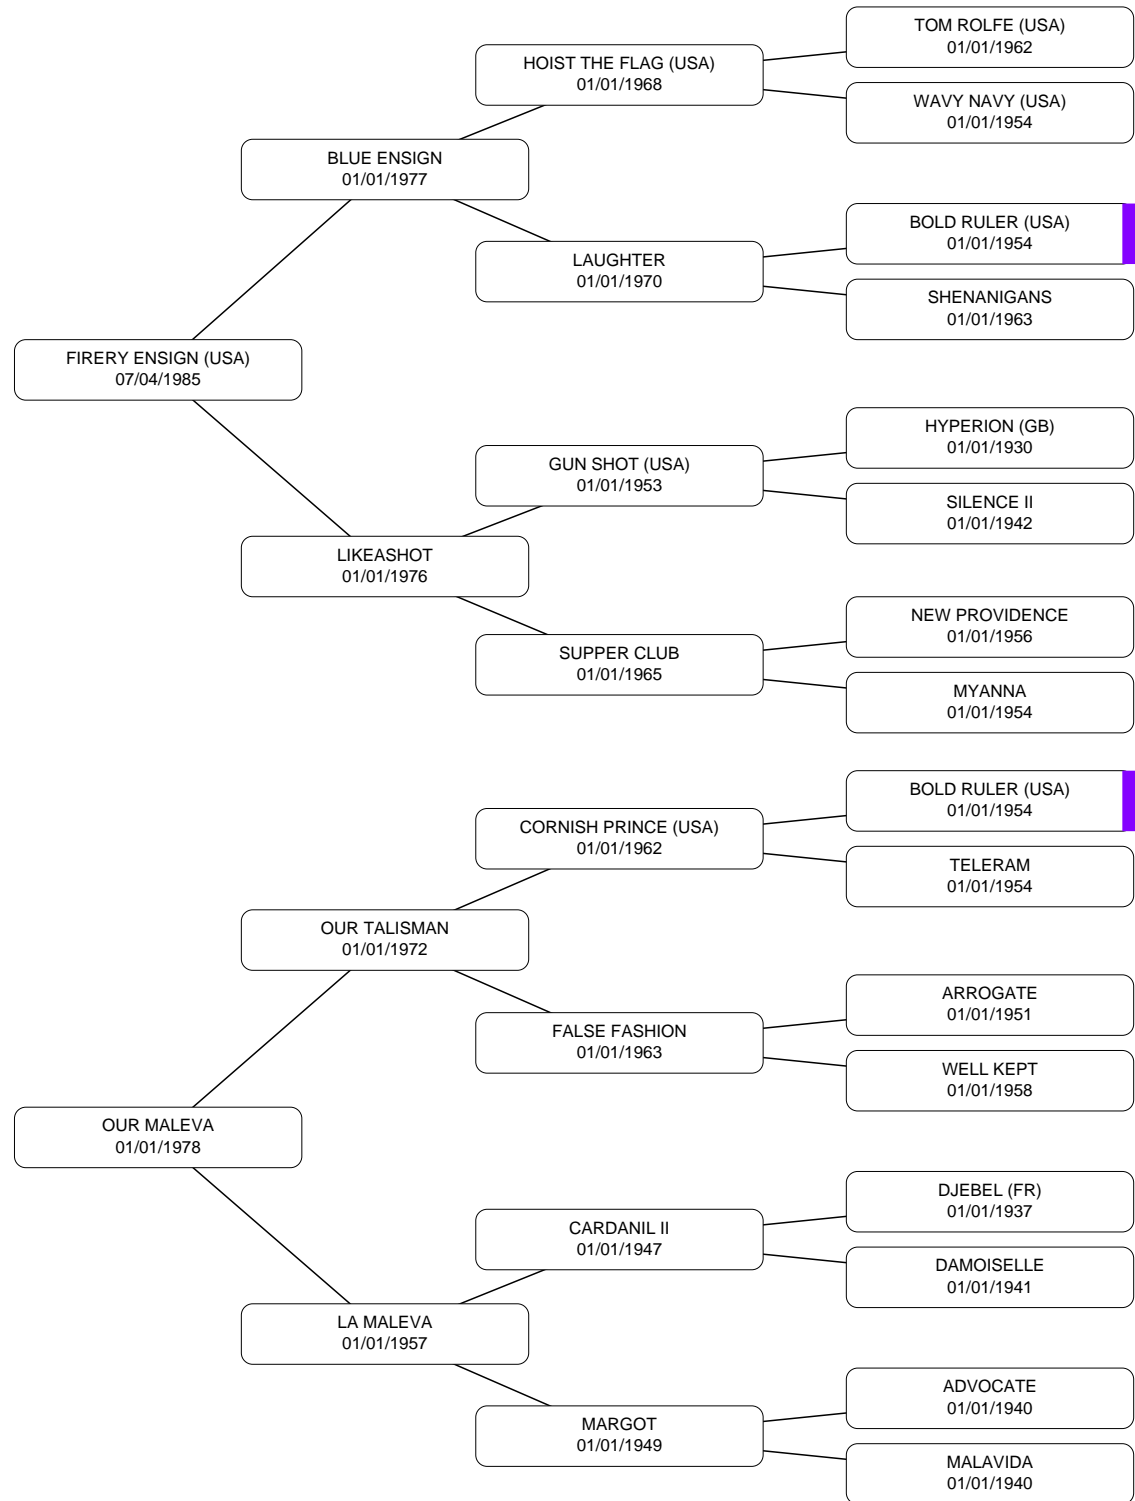 TOM ROLFE (USA)
01/01/1962
HOIST THE FLAG (USA)
01/01/1968
WAVY NAVY (USA)
01/01/1954
BLUE ENSIGN
01/01/1977
BOLD RULER (USA)
01/01/1954
LAUGHTER
01/01/1970
SHENANIGANS
01/01/1963
FIRERY ENSIGN (USA)
07/04/1985
HYPERION (GB)
01/01/1930
GUN SHOT (USA)
01/01/1953
SILENCE II
01/01/1942
LIKEASHOT
01/01/1976
NEW PROVIDENCE
01/01/1956
SUPPER CLUB
01/01/1965
MYANNA
01/01/1954
BOLD RULER (USA)
01/01/1954
CORNISH PRINCE (USA)
01/01/1962
TELERAM
01/01/1954
OUR TALISMAN
01/01/1972
ARROGATE
01/01/1951
FALSE FASHION
01/01/1963
WELL KEPT
01/01/1958
OUR MALEVA
01/01/1978
DJEBEL (FR)
01/01/1937
CARDANIL II
01/01/1947
DAMOISELLE
01/01/1941
LA MALEVA
01/01/1957
ADVOCATE
01/01/1940
MARGOT
01/01/1949
MALAVIDA
01/01/1940